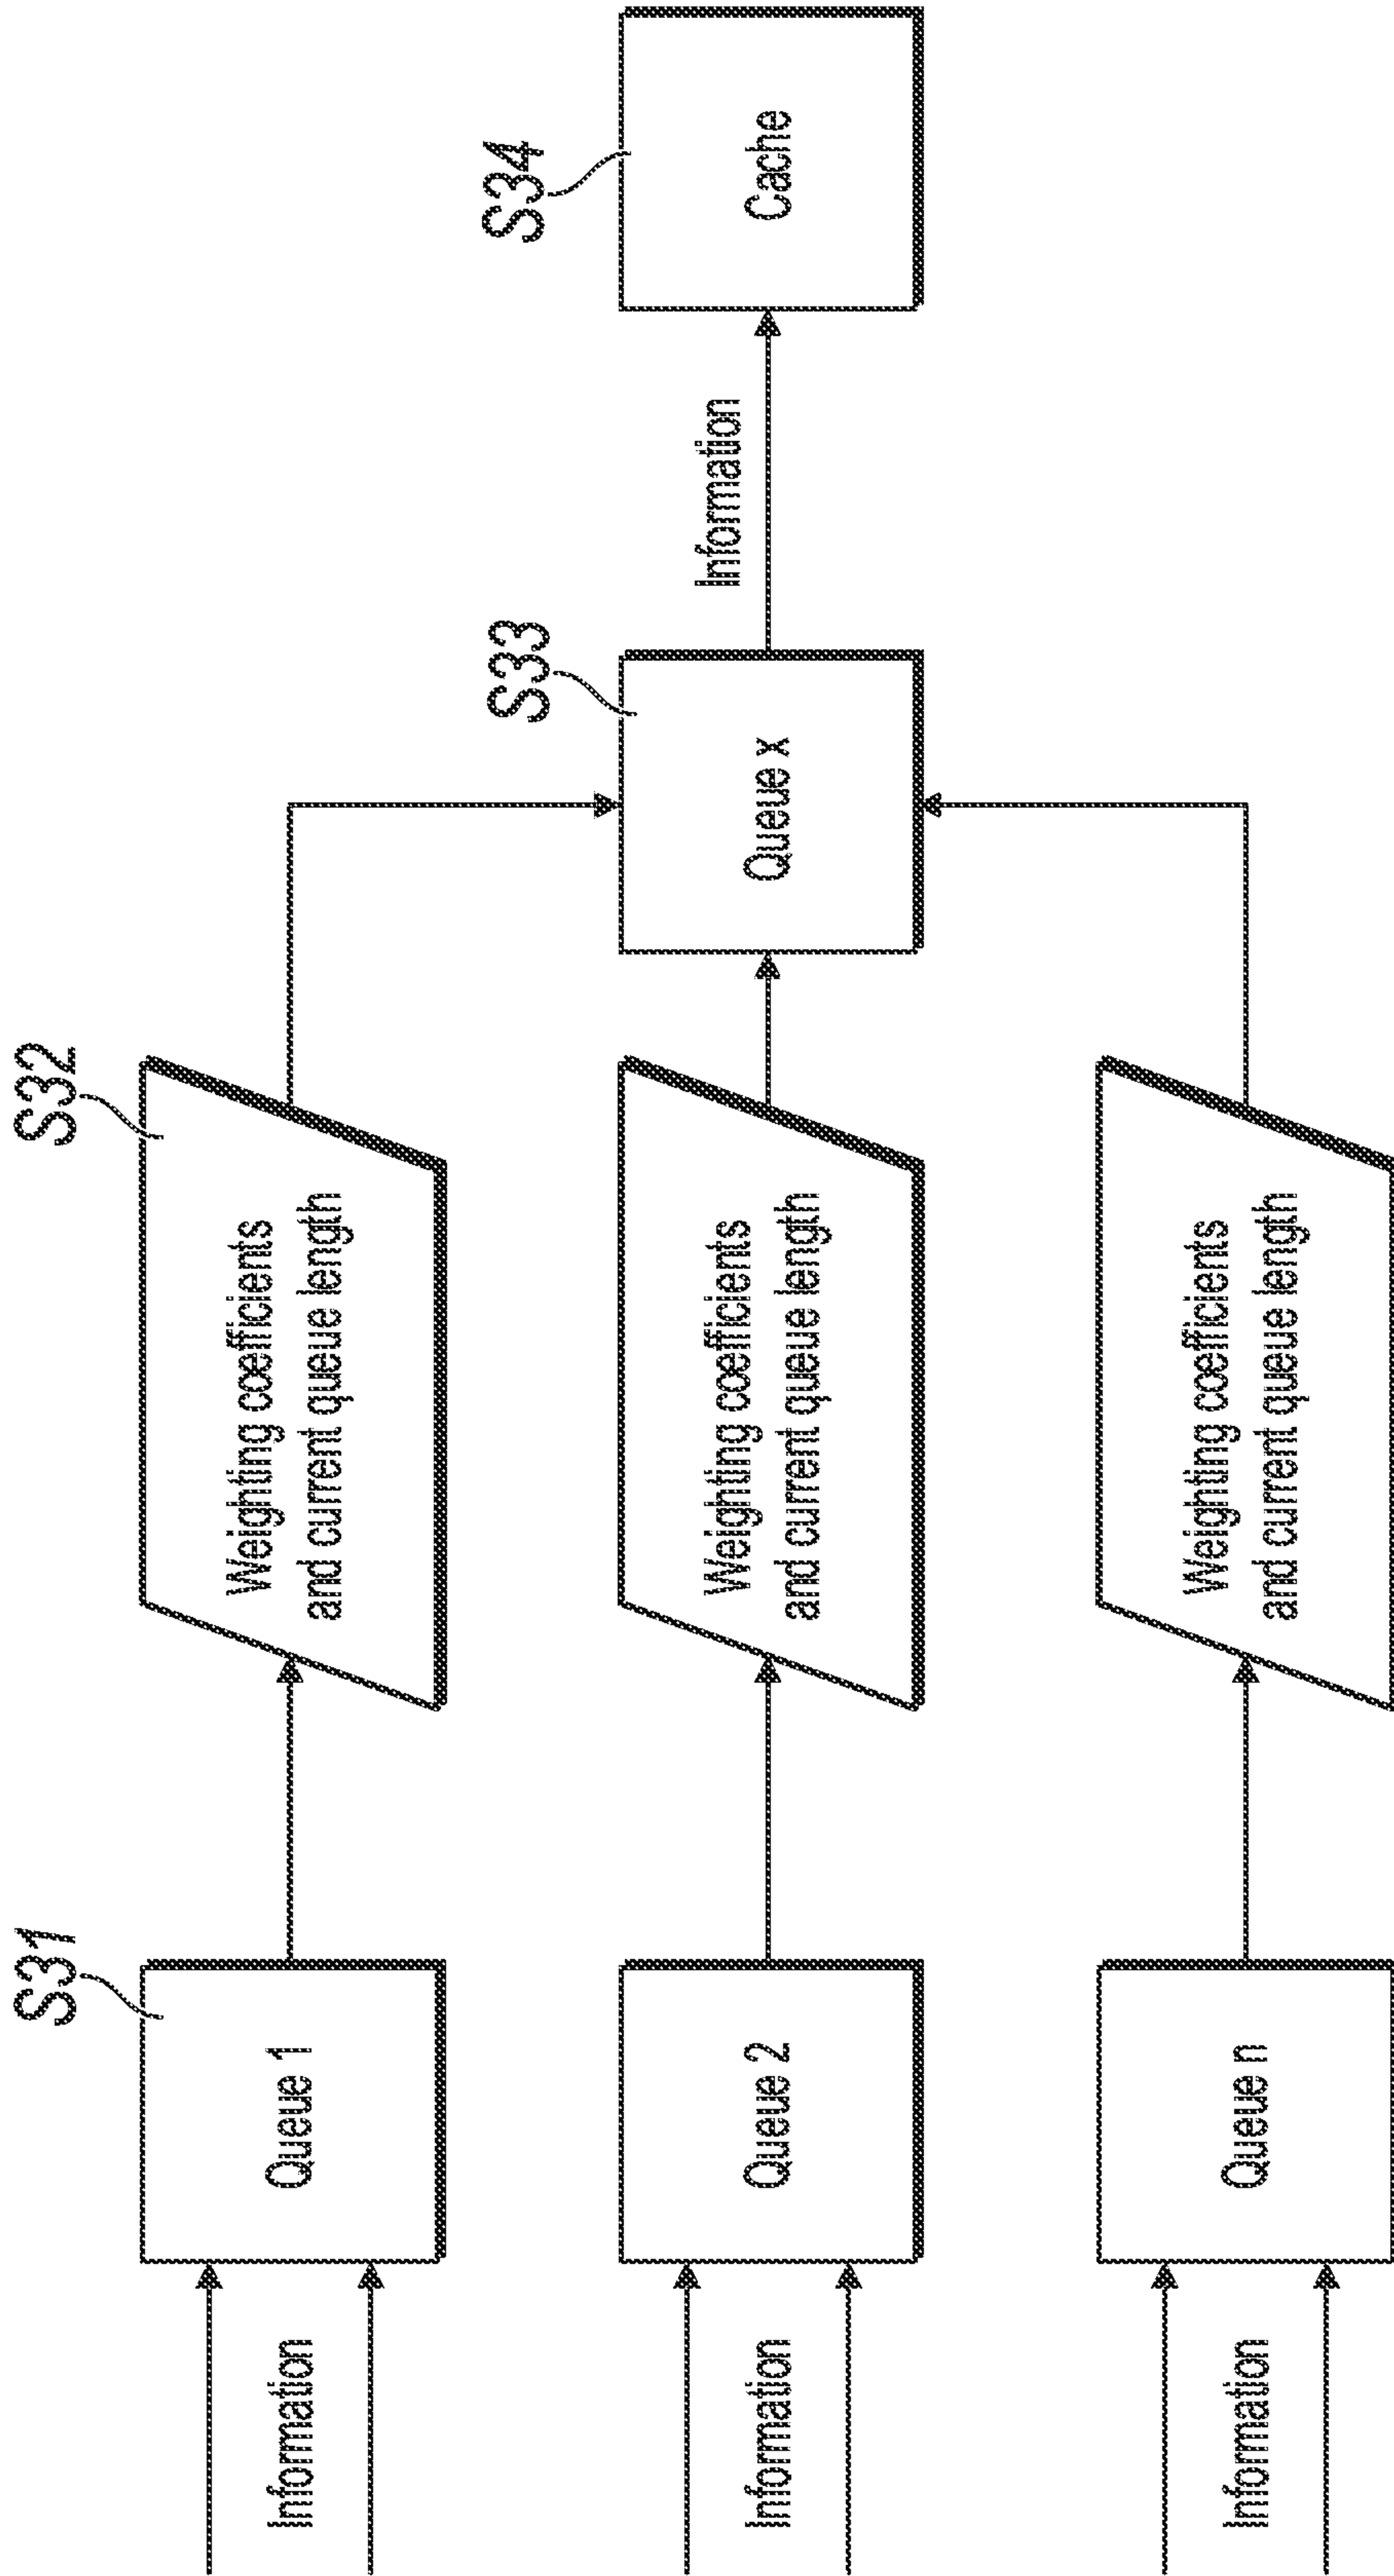 S31
S32
Information
Queue 1
Weighting coefficients
and current queue length
S33
S34
Information
Queue 2
Weighting coefficients
and current queue length
Queue x
Information
Cache
Information
Queue n
Weighting coefficients
and current queue length